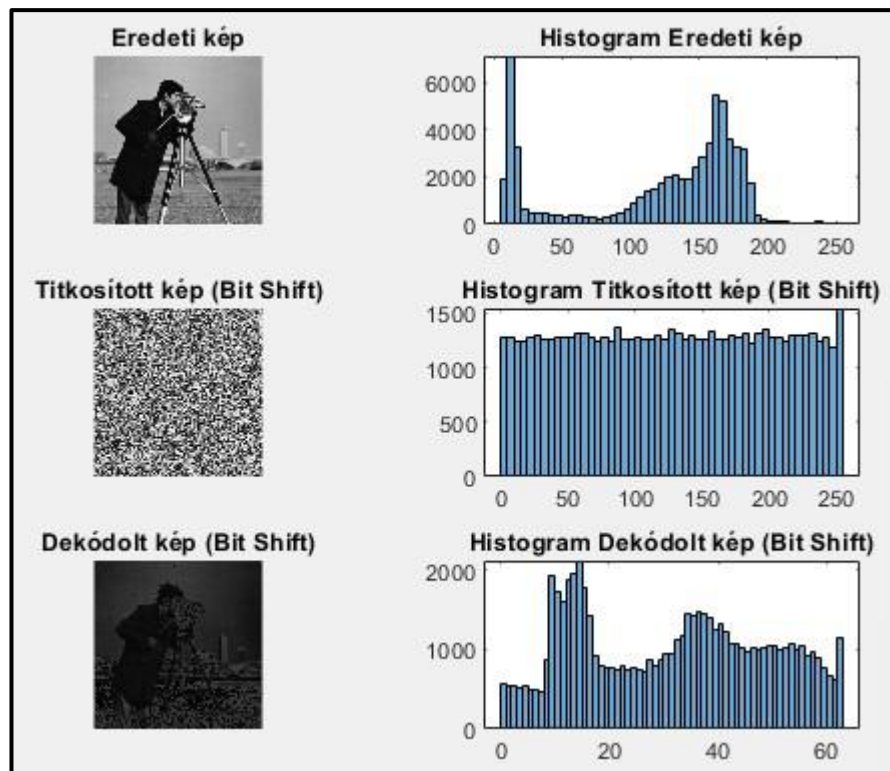 Eredeti kép
Histogram Eredeti kép
6000
4000
2000
0
0 50 100 150 200 250
Titkosított kép (Bit Shift)
Histogram Titkosított kép (Bit Shift)
1500
1000
500
0
0 50 100 150 200 250
Dekódolt kép (Bit Shift)
Histogram Dekódolt kép (Bit Shift)
2000
1000
0
0 20 40 60